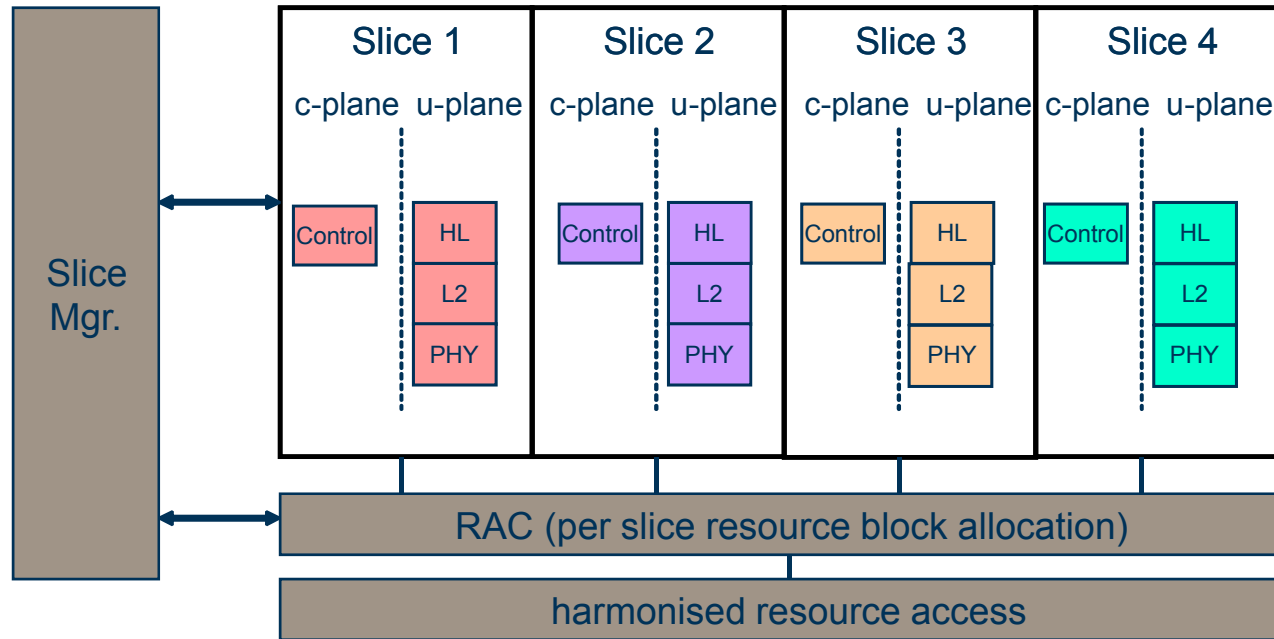 Slice 1
Slice 2
Slice 3
Slice 4
c-plane u-plane
c-plane u-plane
c-plane u-plane
c-plane u-plane
Slice
Mgr.
Control
HL
L2
PHY
Control
HL
L2
PHY
Control
HL
L2
PHY
Control
HL
L2
PHY
RAC (per slice resource block allocation)
harmonised resource access